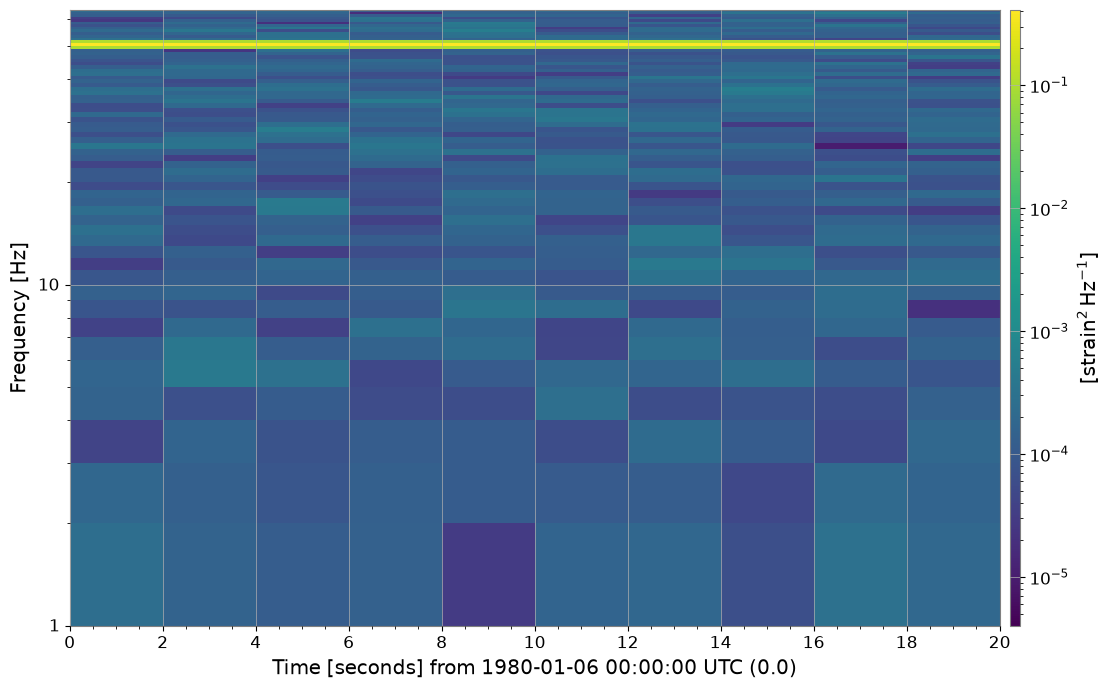 Frequency [Hz]
10
1
0 2 4 6 8 10 12 14 16 18 20
Time [seconds] from 1980-01-06 00:00:00 UTC (0.0)
10⁻¹
10⁻²
10⁻³
10⁻⁴
10⁻⁵
[strain² Hz⁻¹]